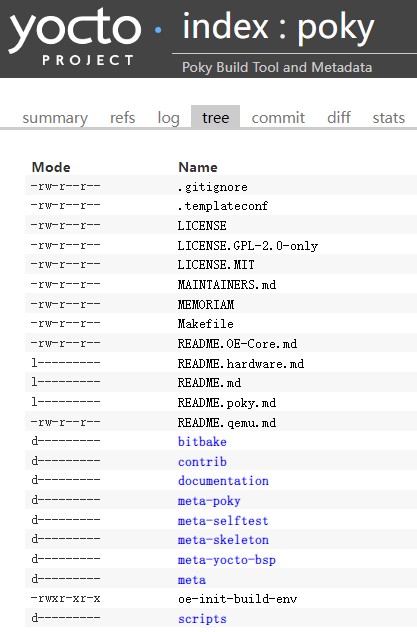 yocto
PROJECT
index : poky
Poky Build Tool and Metadata
summary refs log tree commit diff stats
Mode Name
-rw-r--r-- .gitignore
-rw-r--r-- .templateconf
-rw-r--r-- LICENSE
-rw-r--r-- LICENSE.GPL-2.0-only
-rw-r--r-- LICENSE.MIT
-rw-r--r-- MAINTAINERS.md
-rw-r--r-- MEMORIAM
-rw-r--r-- Makefile
-rw-r--r-- README.OE-Core.md
l--------- README.hardware.md
l--------- README.md
l--------- README.poky.md
-rw-r--r-- README.qemu.md
d--------- bitbake
d--------- contrib
d--------- documentation
d--------- meta-poky
d--------- meta-selftest
d--------- meta-skeleton
d--------- meta-yocto-bsp
d--------- meta
-rwxr-xr-x oe-init-build-env
d--------- scripts